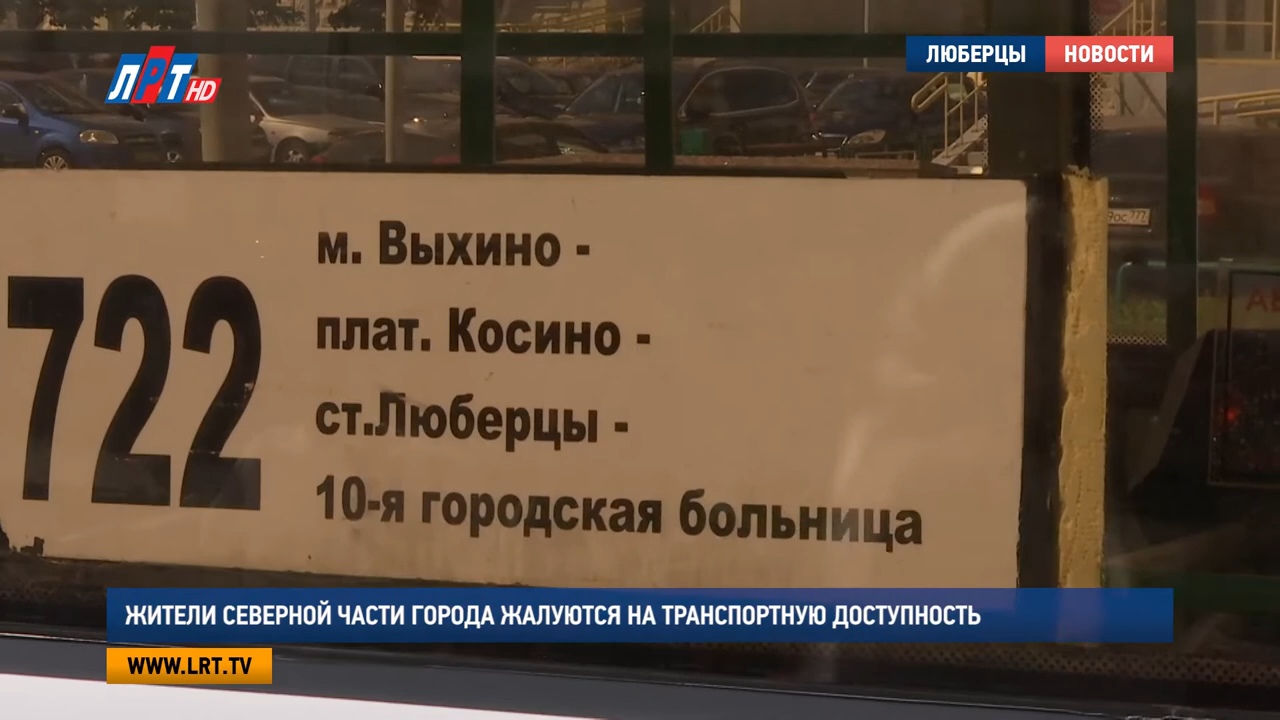 ЛРТ HD
ЛЮБЕРЦЫ НОВОСТИ
м. Выхино -
плат. Косино -
ст.Люберцы -
10-я городская больница
722
ЖИТЕЛИ СЕВЕРНОЙ ЧАСТИ ГОРОДА ЖАЛУЮТСЯ НА ТРАНСПОРТНУЮ ДОСТУПНОСТЬ
WWW.LRT.TV